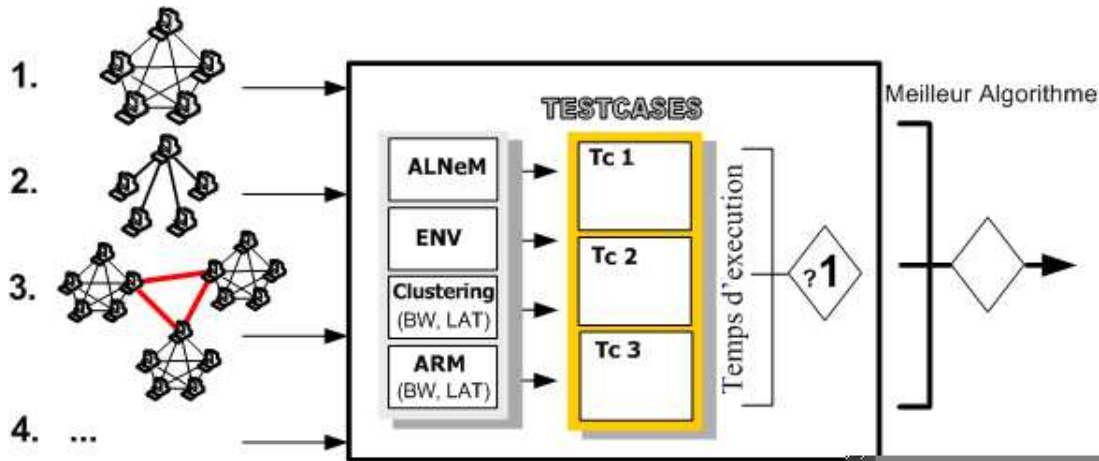 1.
2.
3.
4. ...
TESTCASES
ALNeM
ENV
Clustering
(BW, LAT)
ARM
(BW, LAT)
Tc 1
Tc 2
Tc 3
Temps d'execution
?1
Meilleur Algorithme